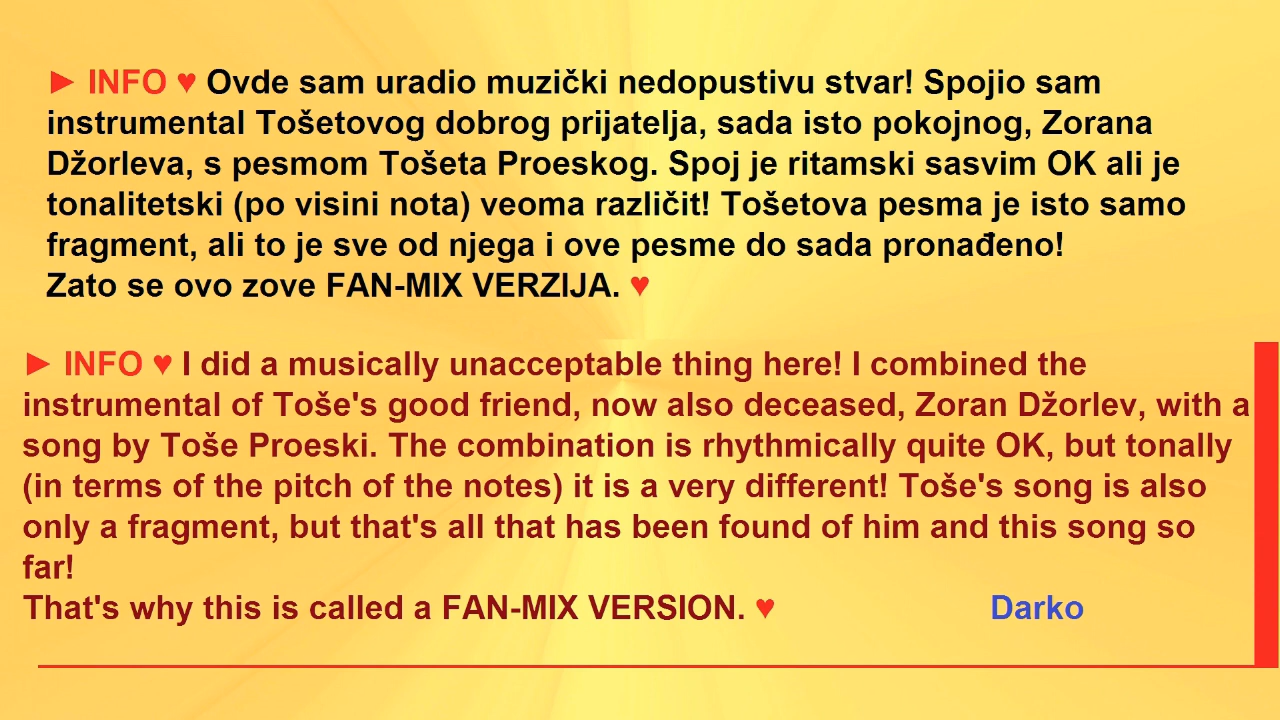 ► INFO ♥ Ovde sam uradio muzički nedopustivu stvar! Spojio sam
instrumental Tošetovog dobrog prijatelja, sada isto pokojnog, Zorana
Džorleva, s pesmom Tošeta Proeskog. Spoj je ritamski sasvim OK ali je
tonalitetski (po visini nota) veoma različit! Tošetova pesma je isto samo
fragment, ali to je sve od njega i ove pesme do sada pronađeno!
Zato se ovo zove FAN-MIX VERZIJA. ♥
► INFO ♥ I did a musically unacceptable thing here! I combined the
instrumental of Toše's good friend, now also deceased, Zoran Džorlev, with a
song by Toše Proeski. The combination is rhythmically quite OK, but tonally
(in terms of the pitch of the notes) it is a very different! Toše's song is also
only a fragment, but that's all that has been found of him and this song so
far!
That's why this is called a FAN-MIX VERSION. ♥ Darko